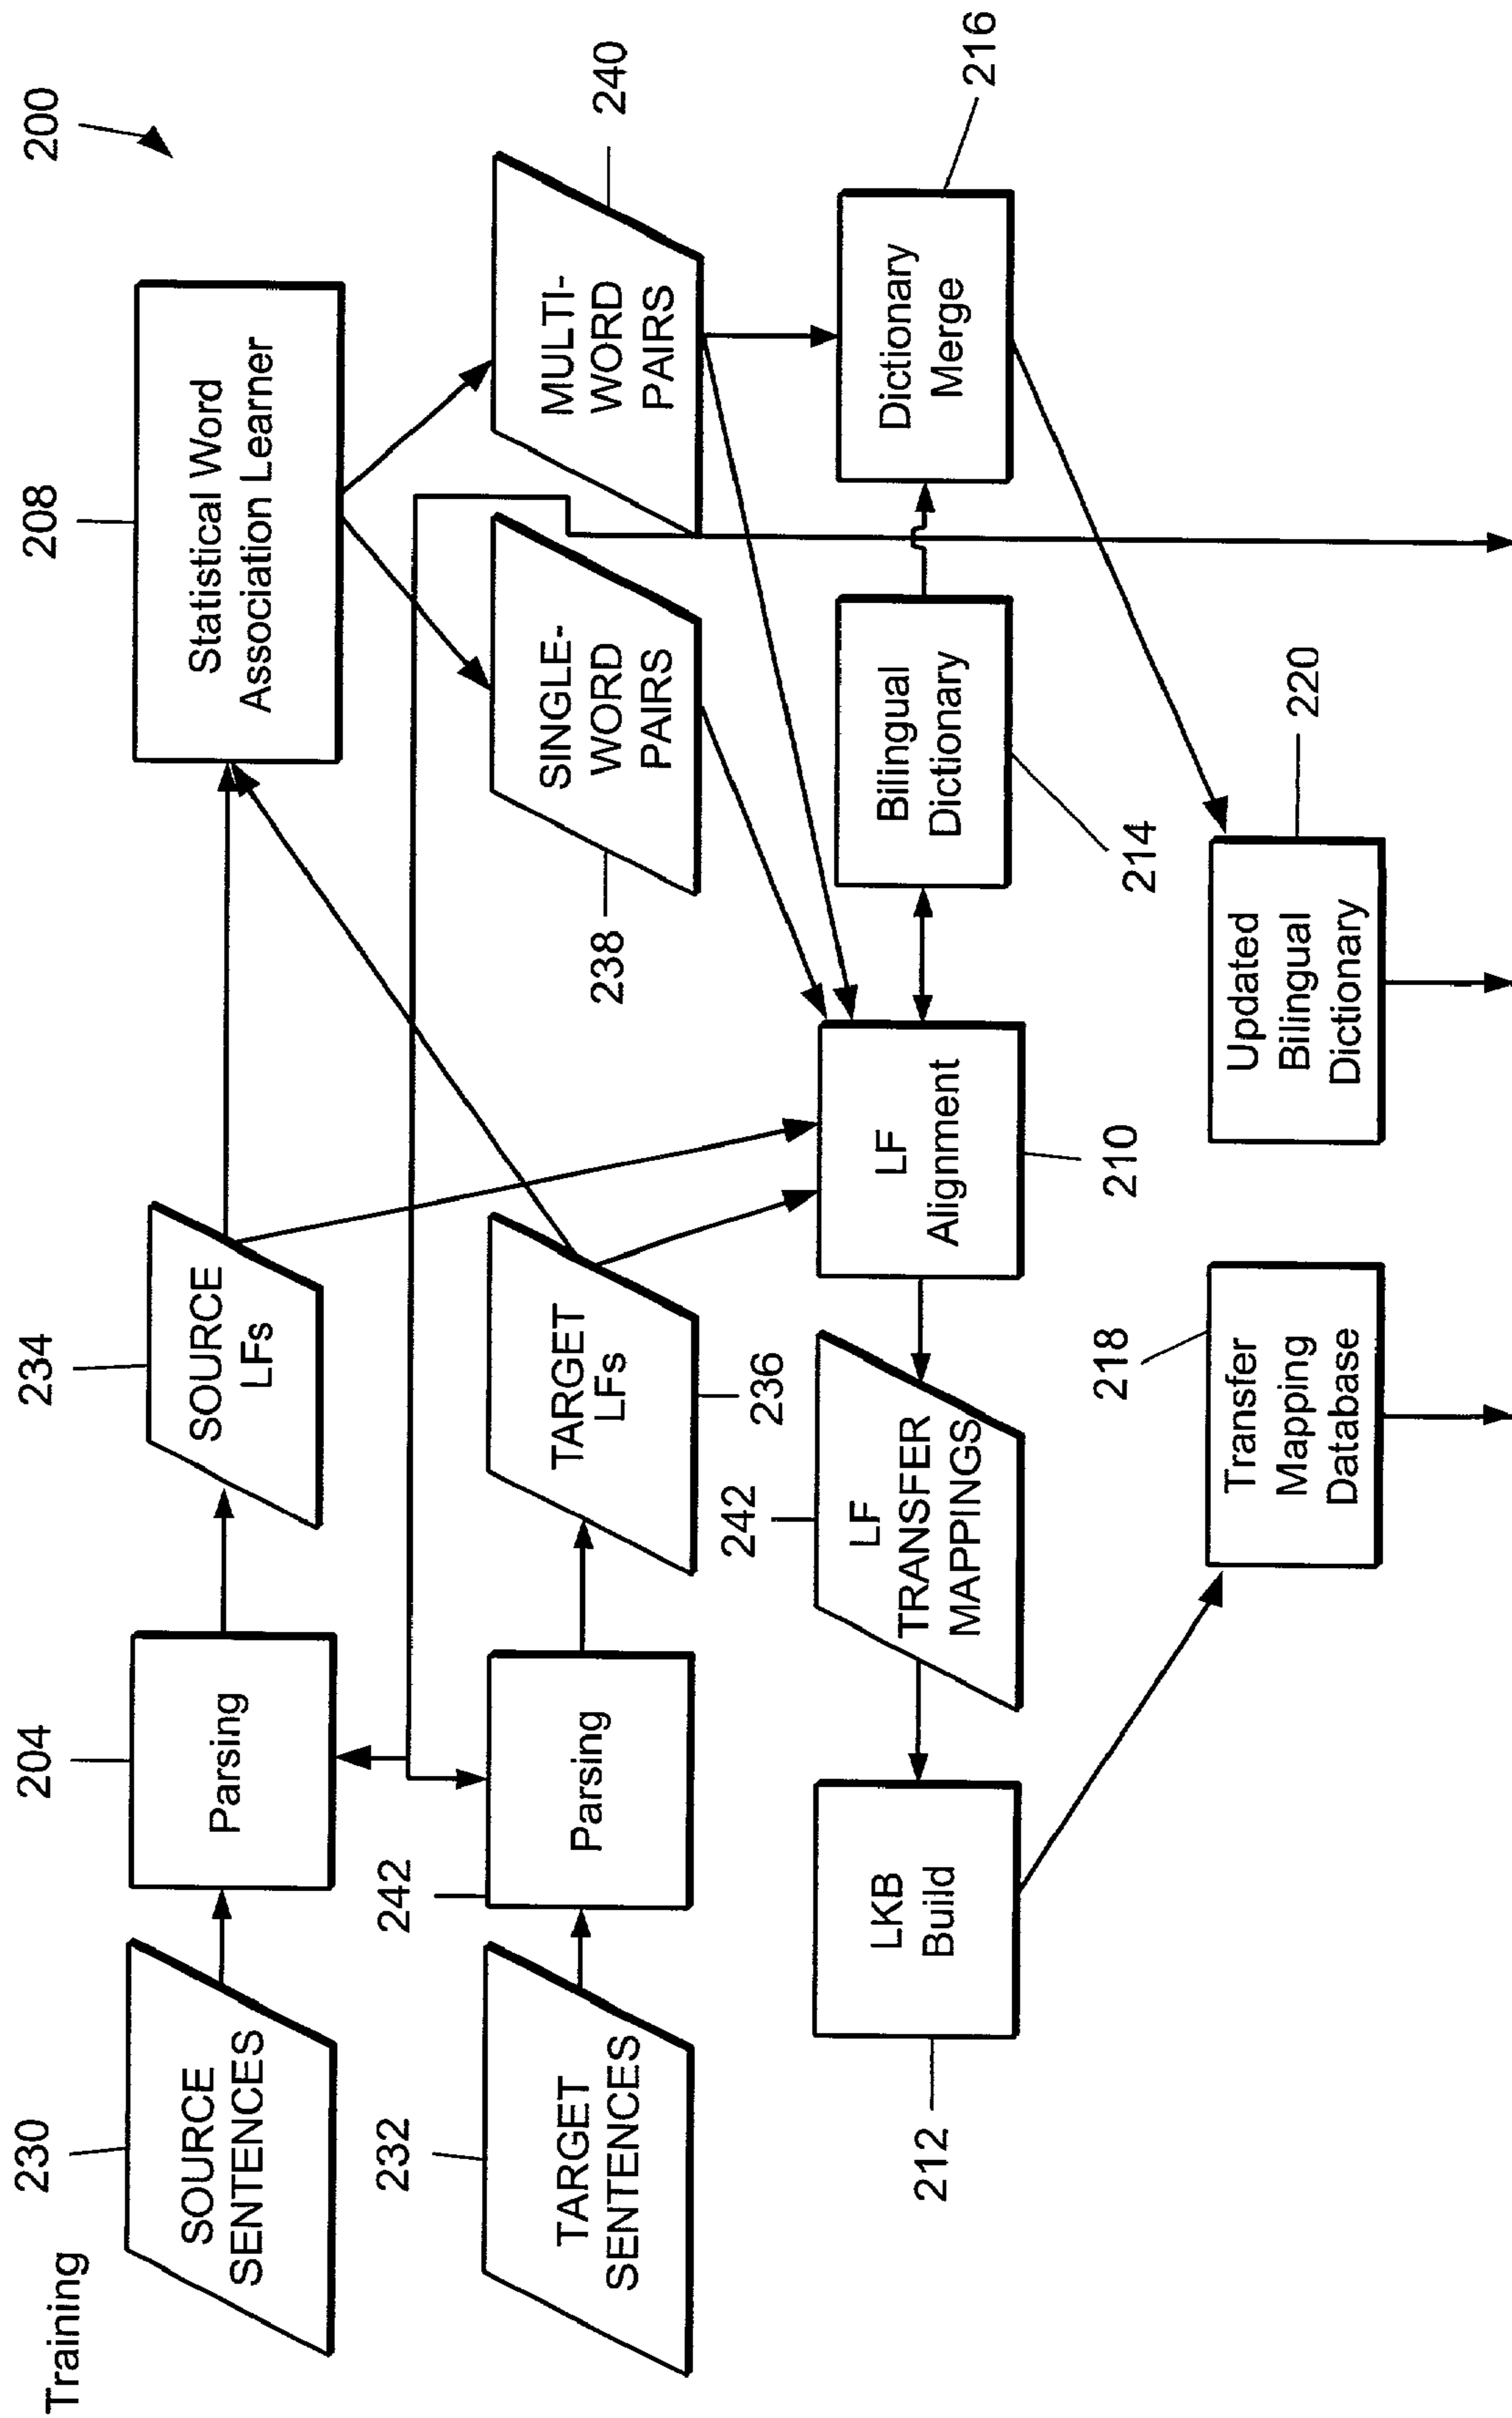 Training
200
230
SOURCE
SENTENCES
204
Parsing
234
SOURCE
LFs
208
Statistical Word
Association Learner
232
TARGET
SENTENCES
242
Parsing
TARGET
LFs
236
238
SINGLE-
WORD
PAIRS
MULTI-
WORD
PAIRS
240
212
LKB
Build
242
LF
TRANSFER
MAPPINGS
LF
Alignment
210
Bilingual
Dictionary
214
Dictionary
Merge
216
218
Transfer
Mapping
Database
Updated
Bilingual
Dictionary
220